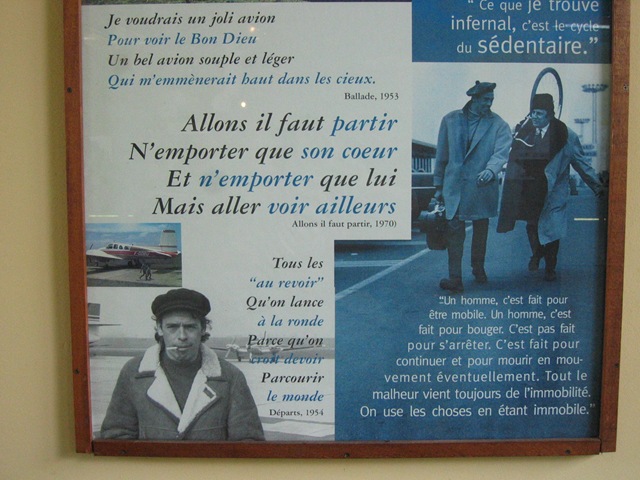 Je voudrais un joli avion
Pour voir le Bon Dieu
Un bel avion souple et léger
Qui m'emmènerait haut dans les cieux.
Ballade, 1953
Allons il faut partir
N'emporter que son coeur
Et n'emporter que lui
Mais aller voir ailleurs
Allons il faut partir, 1970)
Tous les
"au revoir"
Qu'on lance
à la ronde
Parce qu'on
croit devoir
Parcourir
le monde
Départs, 1954
" Ce que je trouve
infernal, c'est le cycle
du sédentaire."
"Un homme, c'est fait pour
être mobile. Un homme, c'est
fait pour bouger. C'est pas fait
pour s'arrêter. C'est fait pour
continuer et pour mourir en mou-
vement éventuellement. Tout le
malheur vient toujours de l'immobilité.
On use les choses en étant immobile."